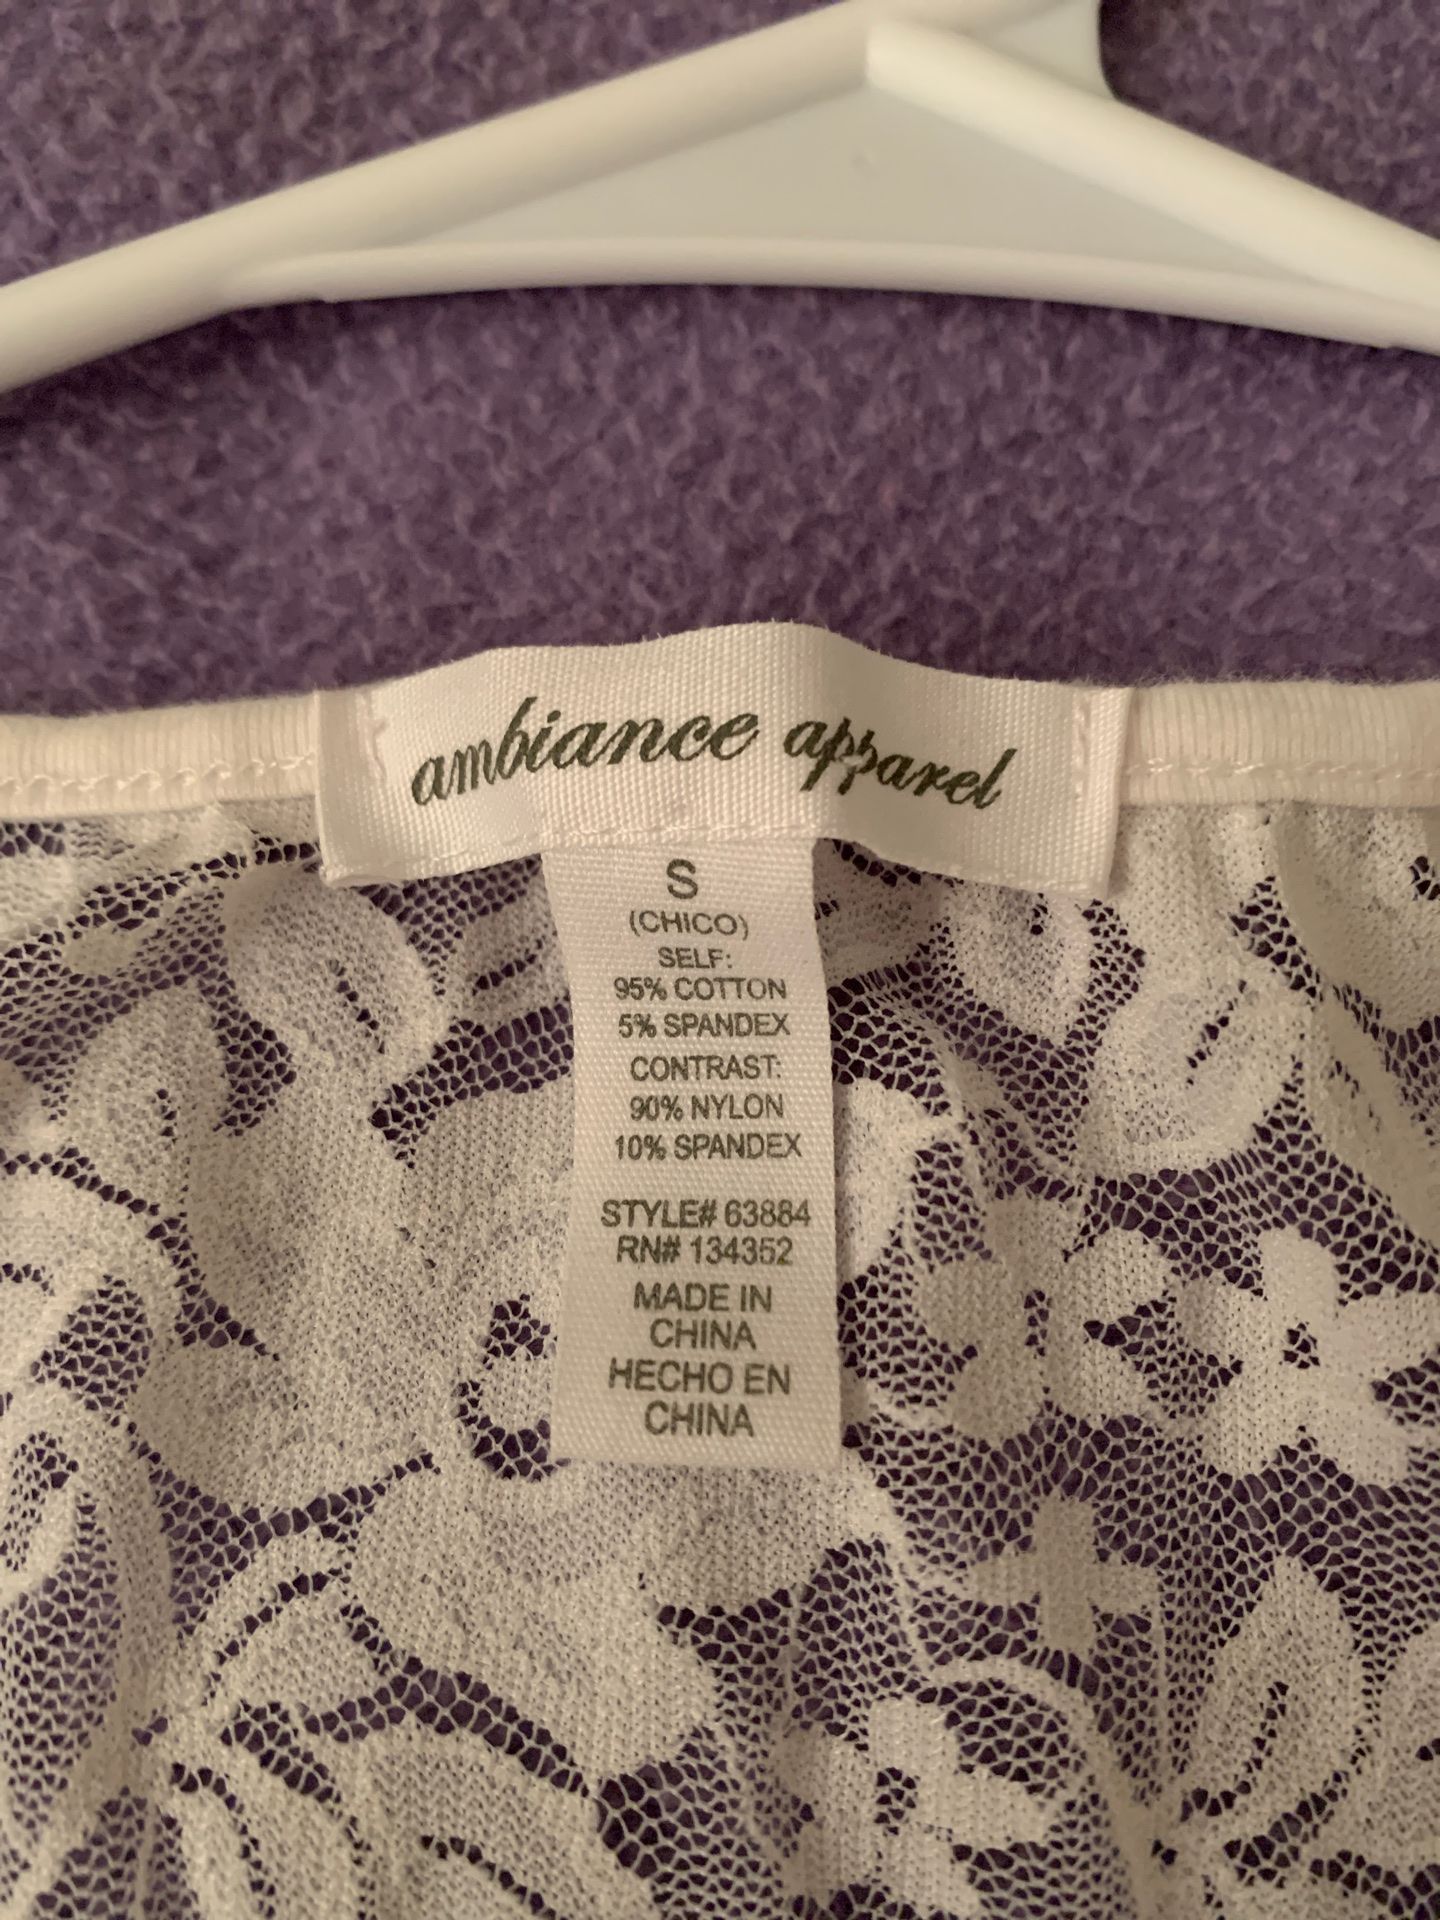 ambiance apparel
S
(CHICO)
SELF:
95% COTTON
5% SPANDEX
CONTRAST:
90% NYLON
10% SPANDEX
STYLE# 63884
RN# 134352
MADE IN
CHINA
HECHO EN
CHINA